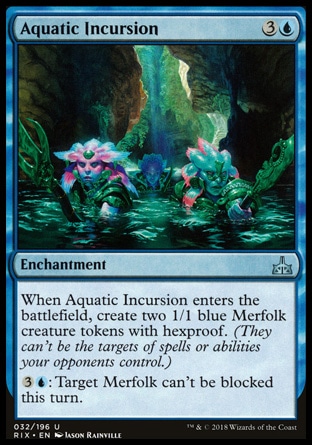 Aquatic Incursion 3
Enchantment
When Aquatic Incursion enters the
battlefield, create two 1/1 blue Merfolk
creature tokens with hexproof. (They
can't be the targets of spells or abilities
your opponents control.)
3 : Target Merfolk can't be blocked
this turn.
032/196 U
RIX • EN Jason Rainville
™ & © 2018 Wizards of the Coast